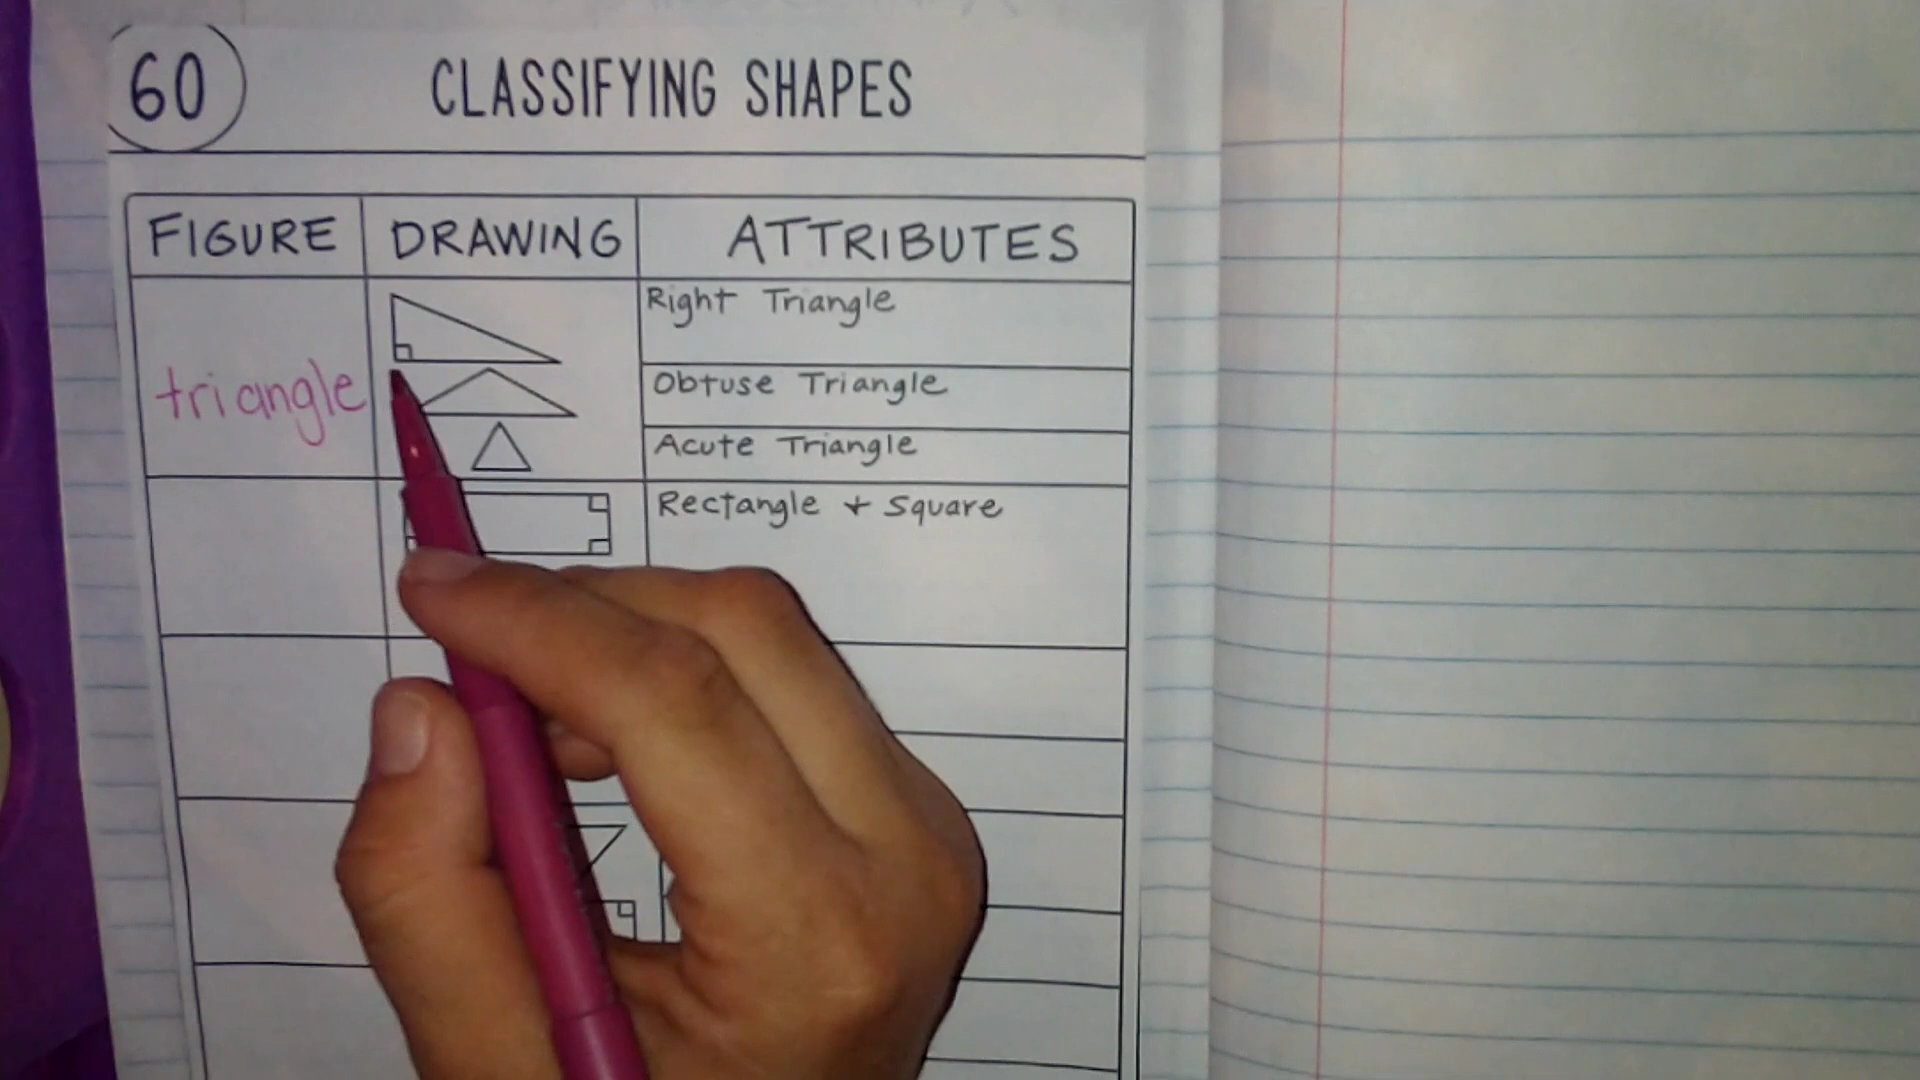 60 CLASSIFYING SHAPES
FIGURE DRAWING ATTRIBUTES
triangle
Right Triangle
Obtuse Triangle
Acute Triangle
Rectangle + Square